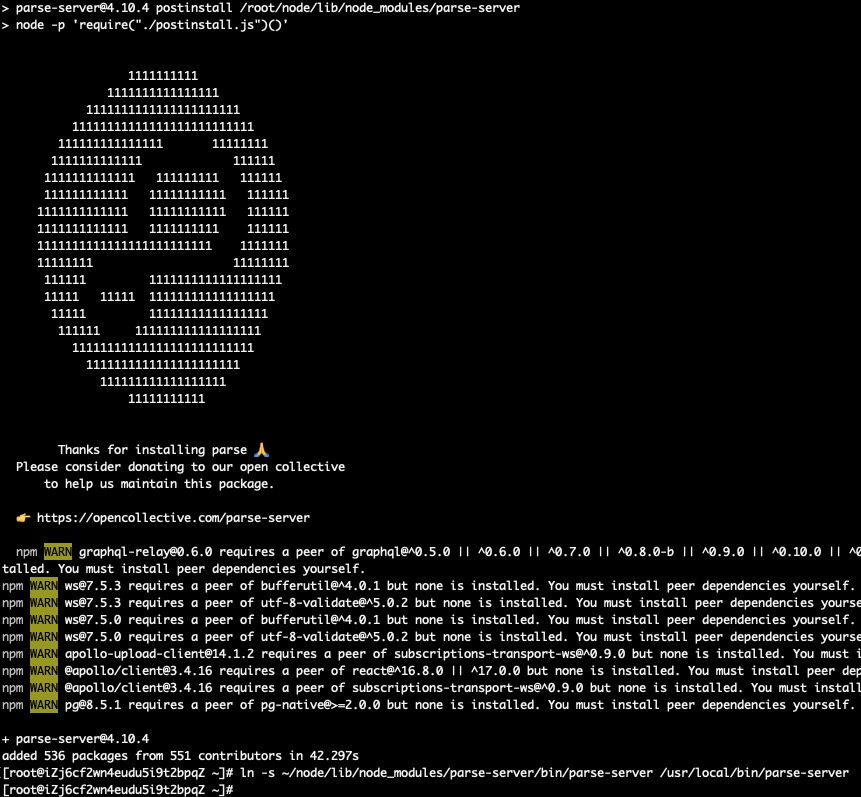 > parse-server@4.10.4 postinstall /root/node/lib/node_modules/parse-server
> node -p 'require("./postinstall.js")()'
1111111111
1111111111111111
1111111111111111111111
11111111111111111111111111
111111111111111 11111111
1111111111111 111111
1111111111111 111111111 111111
111111111111 11111111111 111111
1111111111111 11111111111 111111
1111111111111 1111111111 111111
1111111111111111111111111 1111111
11111111 11111111
111111 1111111111111111111
11111 11111 111111111111111111
11111 11111111111111111
111111 111111111111111111
11111111111111111111111111
1111111111111111111111
111111111111111111
11111111111
Thanks for installing parse 🙏
Please consider donating to our open collective
to help us maintain this package.
👉 https://opencollective.com/parse-server
npm WARN graphql-relay@0.6.0 requires a peer of graphql@^0.5.0 || ^0.6.0 || ^0.7.0 || ^0.8.0-b || ^0.9.0 || ^0.10.0 || ^0
talled. You must install peer dependencies yourself.
npm WARN ws@7.5.3 requires a peer of bufferutil@^4.0.1 but none is installed. You must install peer dependencies yourself.
npm WARN ws@7.5.3 requires a peer of utf-8-validate@^5.0.2 but none is installed. You must install peer dependencies yourse
npm WARN ws@7.5.0 requires a peer of bufferutil@^4.0.1 but none is installed. You must install peer dependencies yourself.
npm WARN ws@7.5.0 requires a peer of utf-8-validate@^5.0.2 but none is installed. You must install peer dependencies yourse
npm WARN apollo-upload-client@14.1.2 requires a peer of subscriptions-transport-ws@^0.9.0 but none is installed. You must i
npm WARN @apollo/client@3.4.16 requires a peer of react@^16.8.0 || ^17.0.0 but none is installed. You must install peer dep
npm WARN @apollo/client@3.4.16 requires a peer of subscriptions-transport-ws@^0.9.0 but none is installed. You must install
npm WARN pg@8.5.1 requires a peer of pg-native@>=2.0.0 but none is installed. You must install peer dependencies yourself.
+ parse-server@4.10.4
added 536 packages from 551 contributors in 42.297s
[root@iZj6cf2wn4eudu5i9t2bpqZ ~]# ln -s ~/node/lib/node_modules/parse-server/bin/parse-server /usr/local/bin/parse-server
[root@iZj6cf2wn4eudu5i9t2bpqZ ~]#